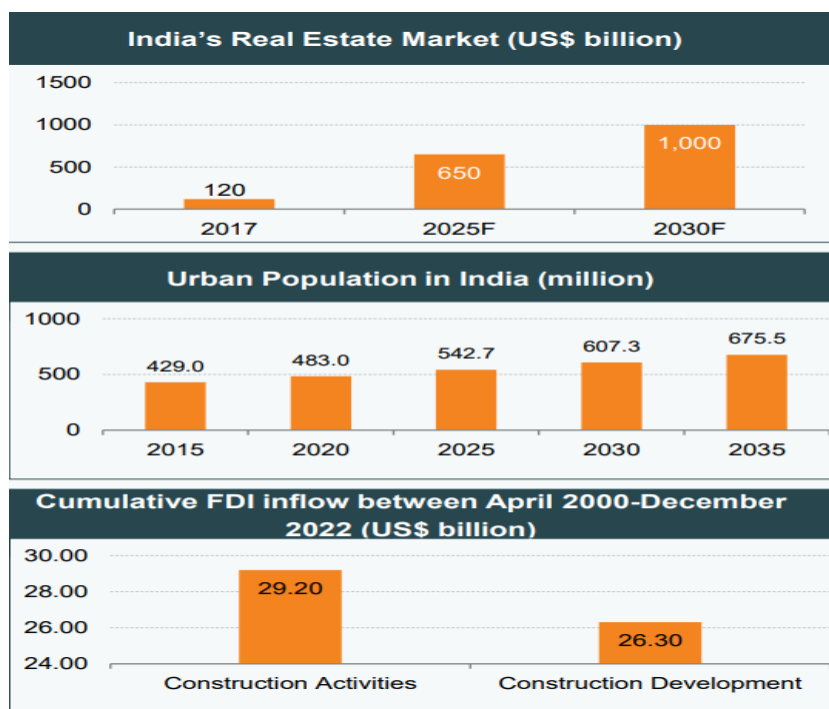 India's Real Estate Market (US$ billion)
1500
1000
500
0
120
650
1,000
2017 2025F 2030F
Urban Population in India (million)
1000
500
0
429.0 483.0 542.7 607.3 675.5
2015 2020 2025 2030 2035
Cumulative FDI inflow between April 2000-December
2022 (US$ billion)
30.00
28.00
26.00
24.00
29.20
26.30
Construction Activities Construction Development